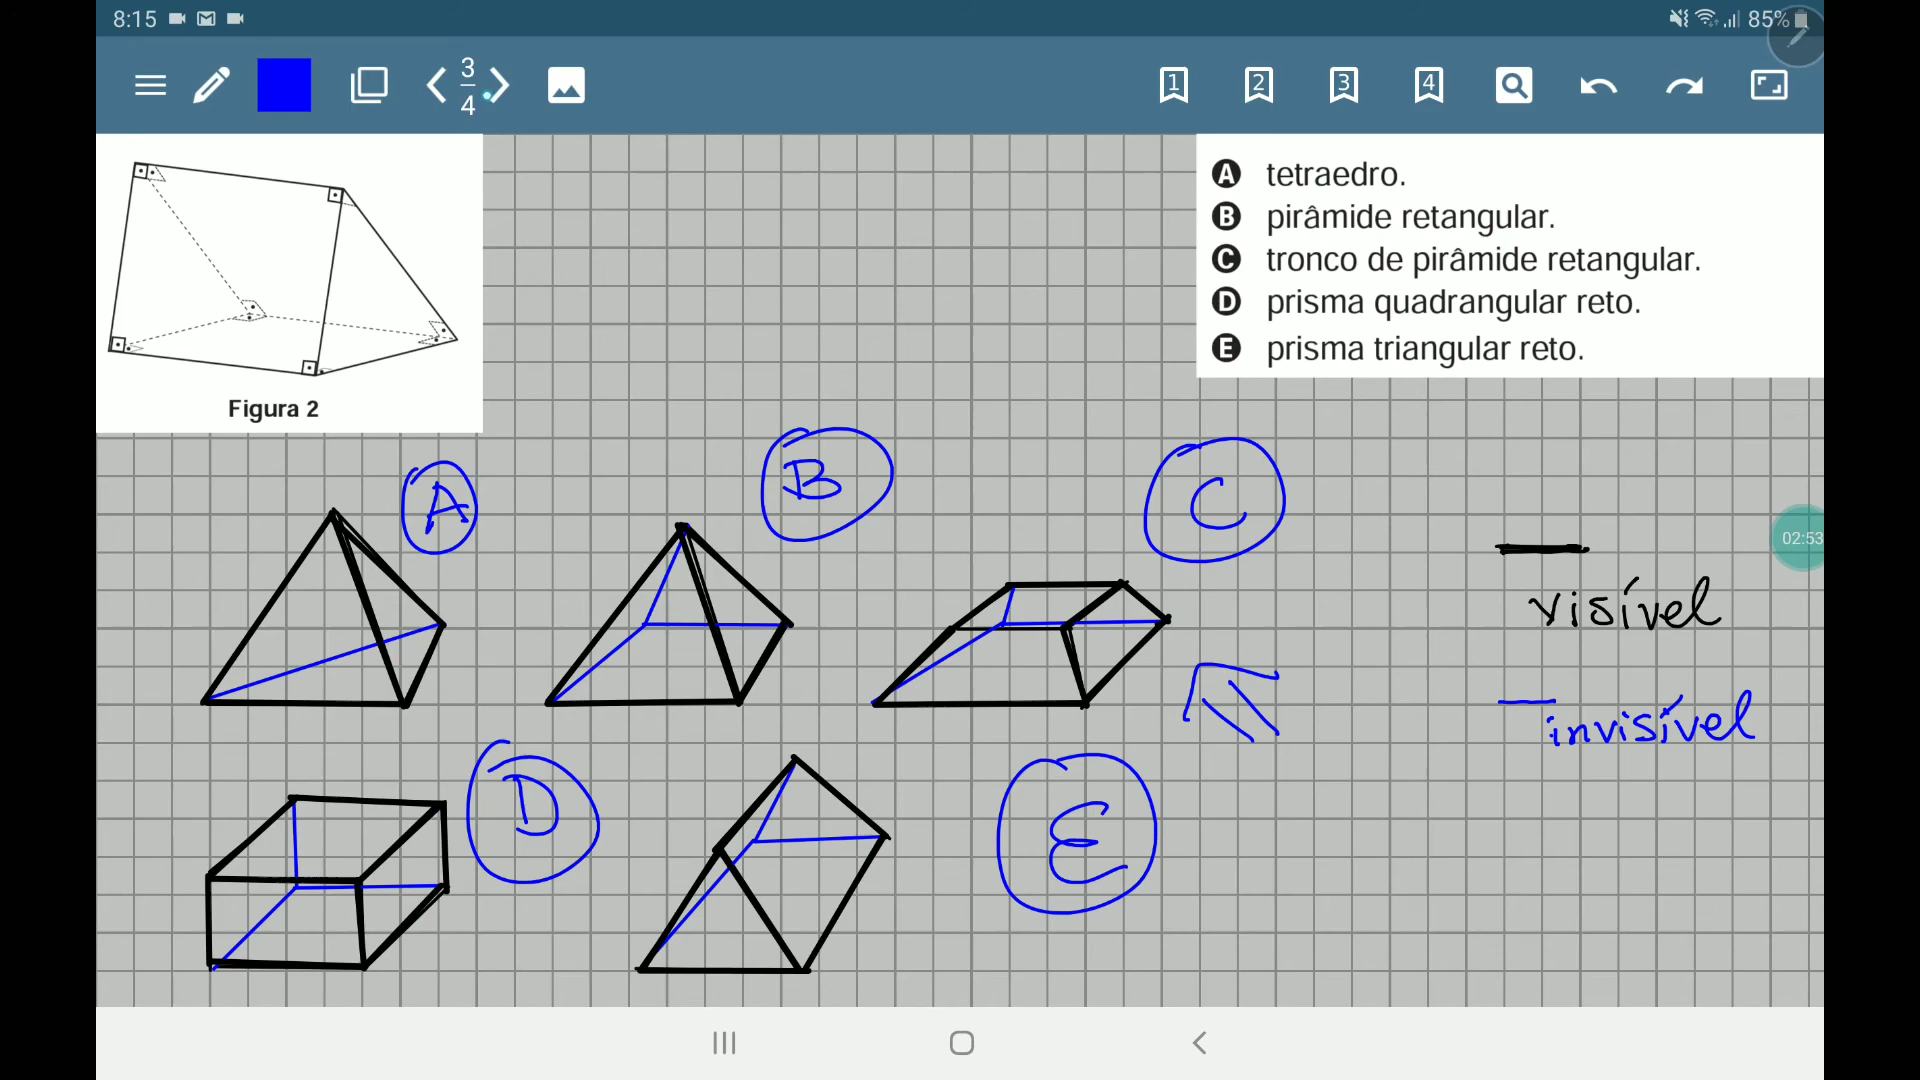 8:15
85%
3
4
1
2
3
4
A tetraedro.
B pirâmide retangular.
C tronco de pirâmide retangular.
D prisma quadrangular reto.
E prisma triangular reto.
Figura 2
A
B
C
02:53
visível
invisível
D
E